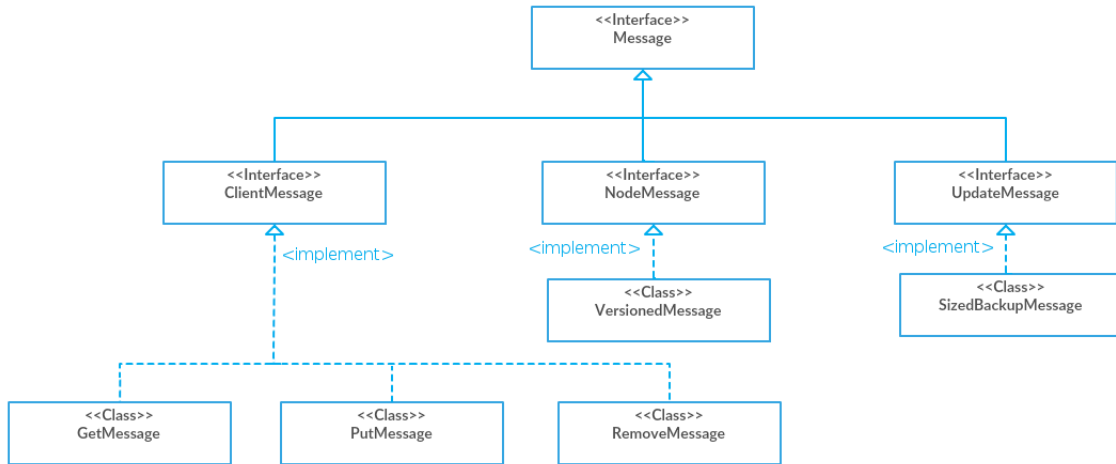 <<Interface>>
Message
<<Interface>>
ClientMessage
<<Interface>>
NodeMessage
<<Interface>>
UpdateMessage
<implement>
<implement>
<implement>
<<Class>>
VersionedMessage
<<Class>>
SizedBackupMessage
<<Class>>
GetMessage
<<Class>>
PutMessage
<<Class>>
RemoveMessage